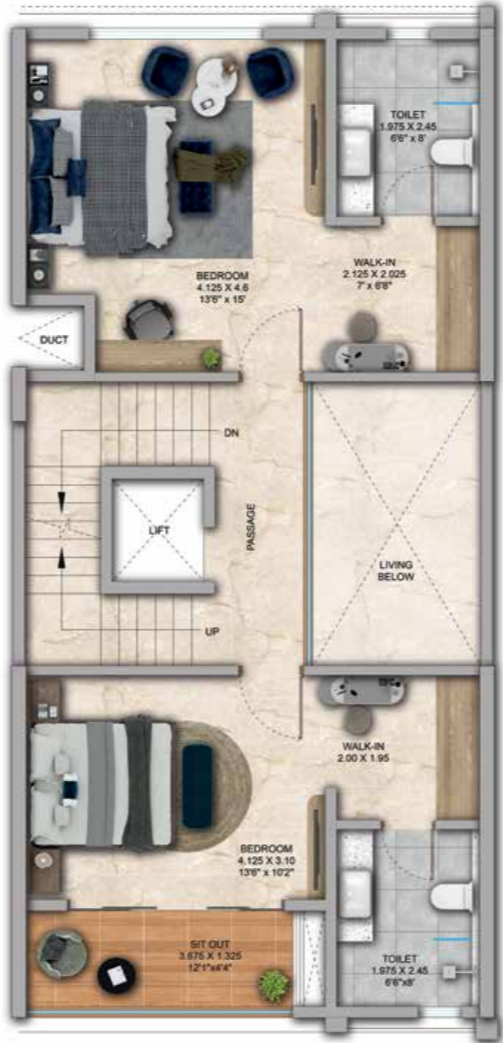 TOILET
1.975 X 2.45
6'6" x 8'
WALK-IN
2.125 X 2.025
7' x 6'8"
BEDROOM
4.125 X 4.6
13'6" x 15'
DUCT
DN
LIFT
PASSAGE
LIVING
BELOW
UP
WALK-IN
2.00 X 1.95
BEDROOM
4.125 X 3.10
13'6" x 10'2"
SIT OUT
3.675 X 1.325
12'1"x4'4"
TOILET
1.975 X 2.45
6'6"x8'